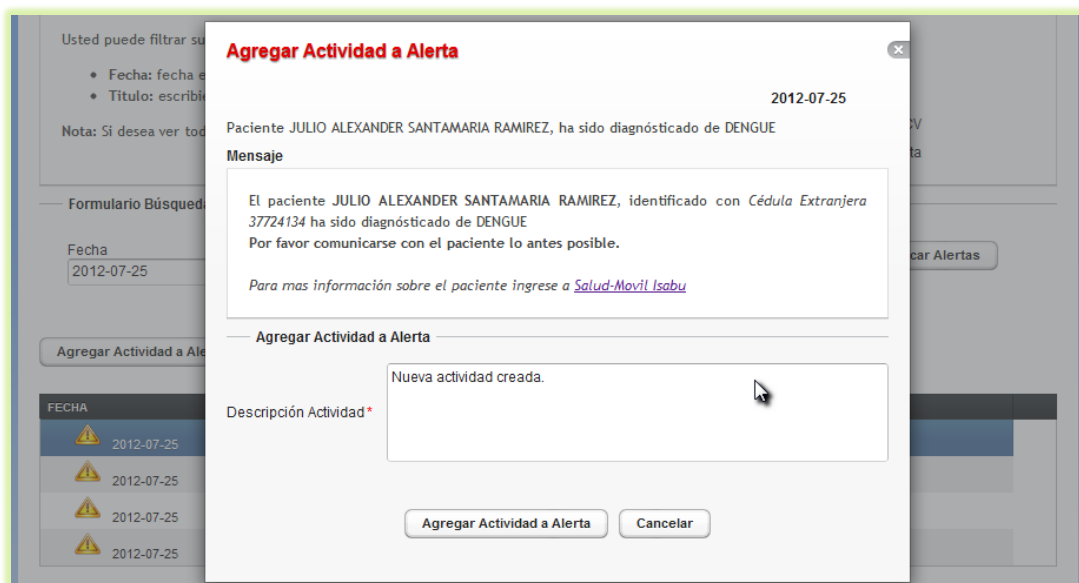 Usted puede filtrar su
Agregar Actividad a Alerta
• Fecha: fecha e
• Titulo: escribie
2012-07-25
Nota: Si desea ver tod
Paciente JULIO ALEXANDER SANTAMARIA RAMIREZ, ha sido diagnósticado de DENGUE
CV
ta
Mensaje
El paciente JULIO ALEXANDER SANTAMARIA RAMIREZ, identificado con Cédula Extranjera
37724134 ha sido diagnósticado de DENGUE
Por favor comunicarse con el paciente lo antes posible.
Para mas información sobre el paciente ingrese a Salud-Movil Isabu
Formulario Búsqued
Fecha
2012-07-25
car Alertas
Agregar Actividad a Alerta
Agregar Actividad a Ale
Nueva actividad creada.
Descripción Actividad*
FECHA
2012-07-25
2012-07-25
2012-07-25
2012-07-25
Agregar Actividad a Alerta
Cancelar